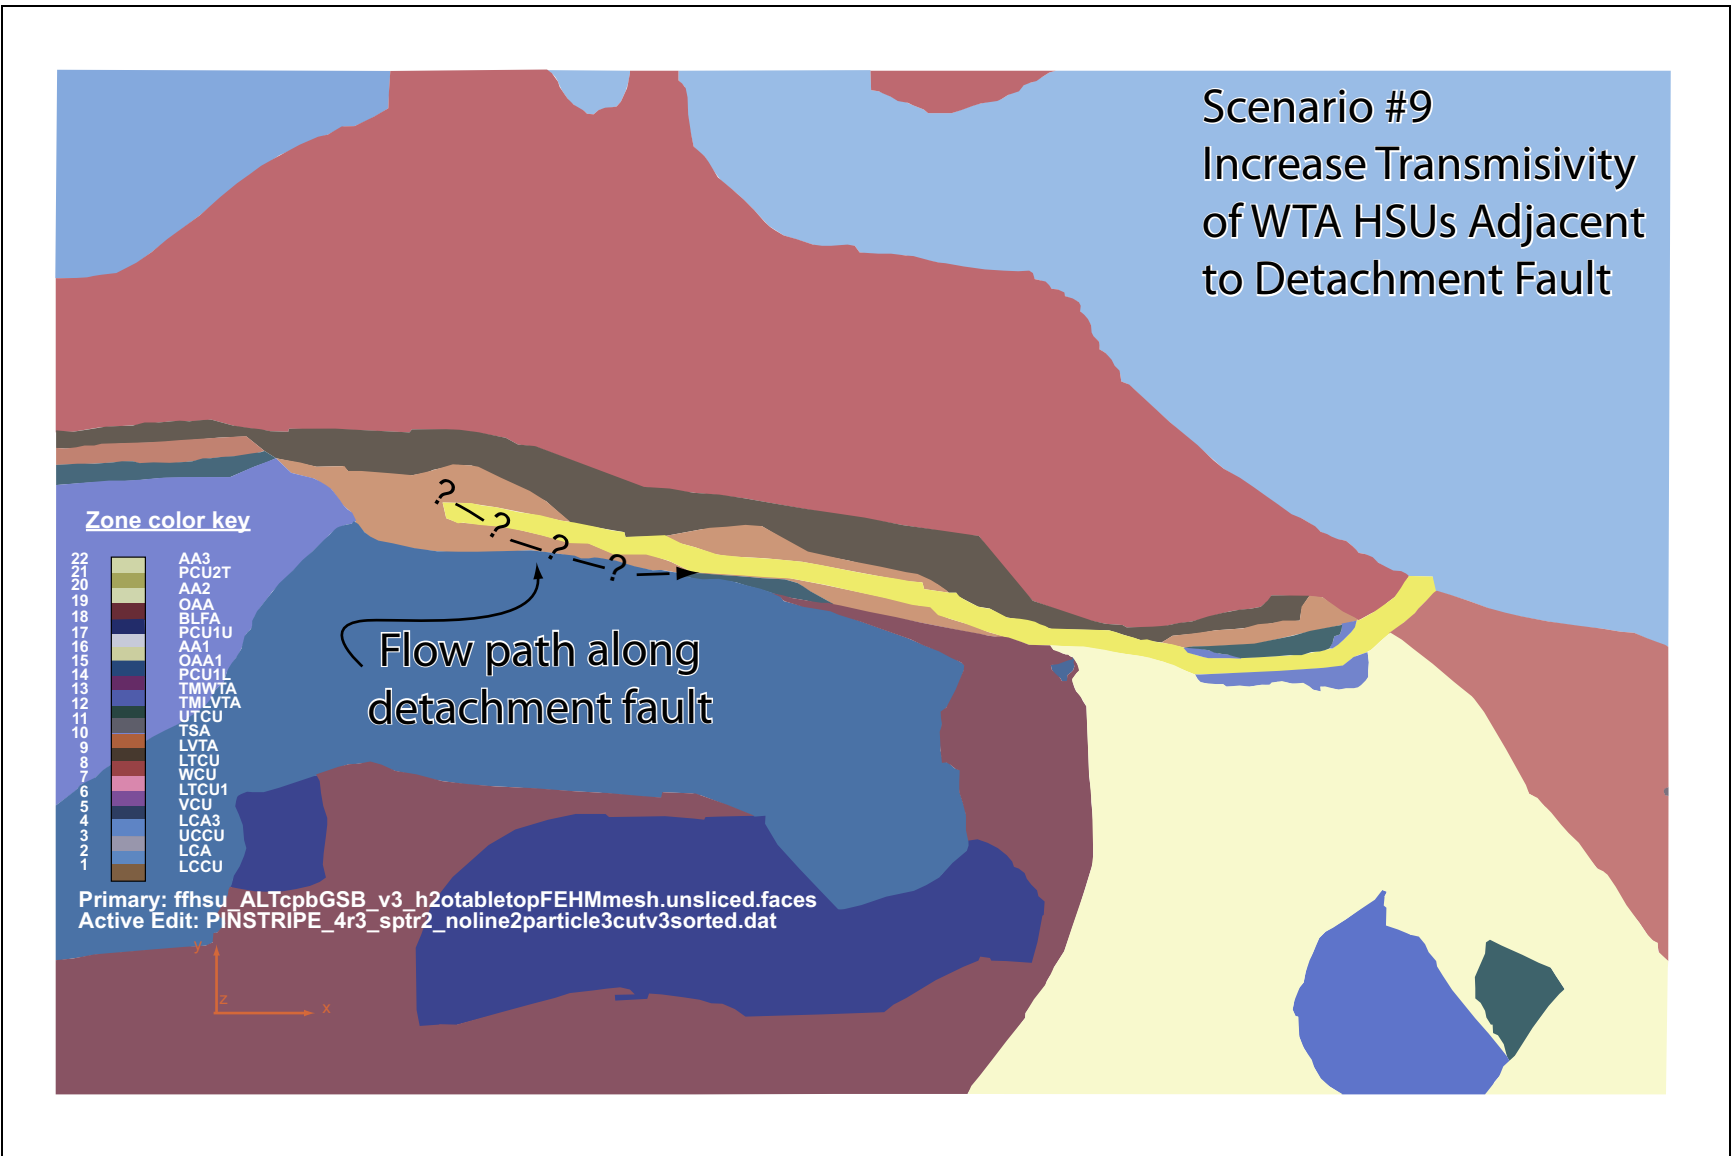 Scenario #9
Increase Transmisivity
of WTA HSUs Adjacent
to Detachment Fault
?
?
?
?
Flow path along
detachment fault
Zone color key
22 AA3
21 PCU2T
20 AA2
19 OAA
18 BLFA
17 PCU1U
16 AA1
15 OAA1
14 PCU1L
13 TMWTA
12 TMLVTA
11 UTCU
10 TSA
9 LVTA
8 LTCU
7 WCU
6 LTCU1
5 VCU
4 LCA3
3 UCCU
2 LCA
1 LCCU
Primary: ffhsu_ALTcpbGSB_v3_h2otabletopFEHMmesh.unsliced.faces
Active Edit: PINSTRIPE_4r3_sptr2_noline2particle3cutv3sorted.dat
y
z
x